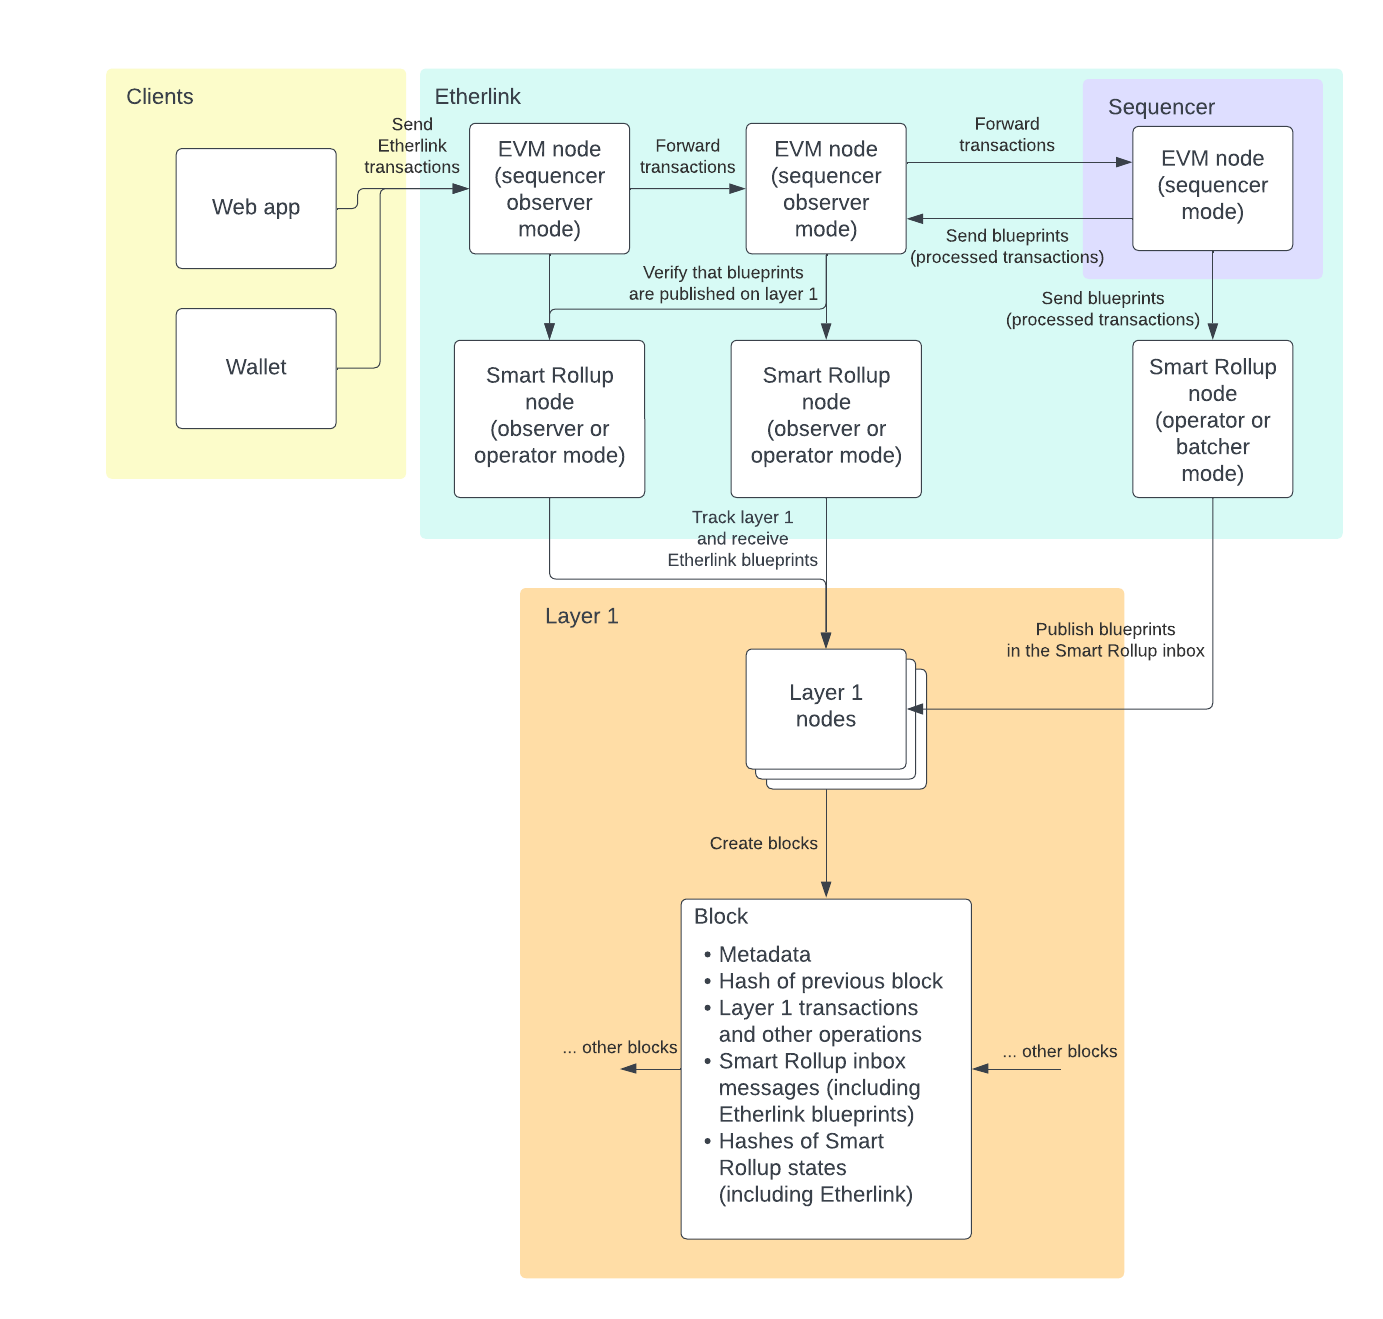 Clients
Web app
Wallet
Send
Etherlink
transactions
Etherlink
EVM node
(sequencer
observer
mode)
Forward
transactions
EVM node
(sequencer
observer
mode)
Forward
transactions
Sequencer
EVM node
(sequencer
mode)
Send blueprints
(processed transactions)
Verify that blueprints
are published on layer 1
Send blueprints
(processed transactions)
Smart Rollup
node
(observer or
operator mode)
Smart Rollup
node
(observer or
operator mode)
Smart Rollup
node
(operator or
batcher
mode)
Track layer 1
and receive
Etherlink blueprints
Layer 1
Publish blueprints
in the Smart Rollup inbox
Layer 1
nodes
Create blocks
Block
• Metadata
• Hash of previous block
• Layer 1 transactions
and other operations
• Smart Rollup inbox
messages (including
Etherlink blueprints)
• Hashes of Smart
Rollup states
(including Etherlink)
... other blocks
... other blocks